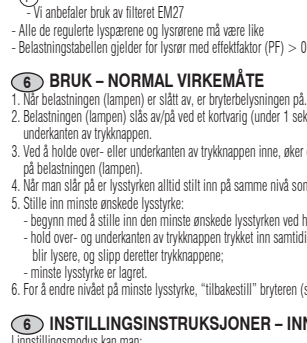 - Vi anbefaler bruk av filteret EM27
- Alle de regulerte lyspærene og lysrørene må være like
- Belastningstabellen gjelder for lysrør med effektfaktor (PF) > 0
6 BRUK – NORMAL VIRKEMÅTE
1. Når belastningen (lampen) er slått av, er bryterbelysningen på.
2. Belastningen (lampen) slås av/på ved et kortvarig (under 1 sek
underkanten av trykknappen.
3. Ved å holde over- eller underkanten av trykknappen inne, øker
på belastningen (lampen).
4. Når man slår på er lysstyrken alltid stilt inn på samme nivå som
5. Stille inn minste ønskede lysstyrke:
- begynn med å stille inn den minste ønskede lysstyrken ved h
- hold over- og underkanten av trykknappen trykket inn samtidi
blir lysere, og slipp deretter trykknappene;
- minste lysstyrke er lagret.
6. For å endre nivået på minste lysstyrke, "tilbakestill" bryteren (s
6 INSTILLINGSINSTRUKSJONER – INN
I innstillingsmodus kan man: